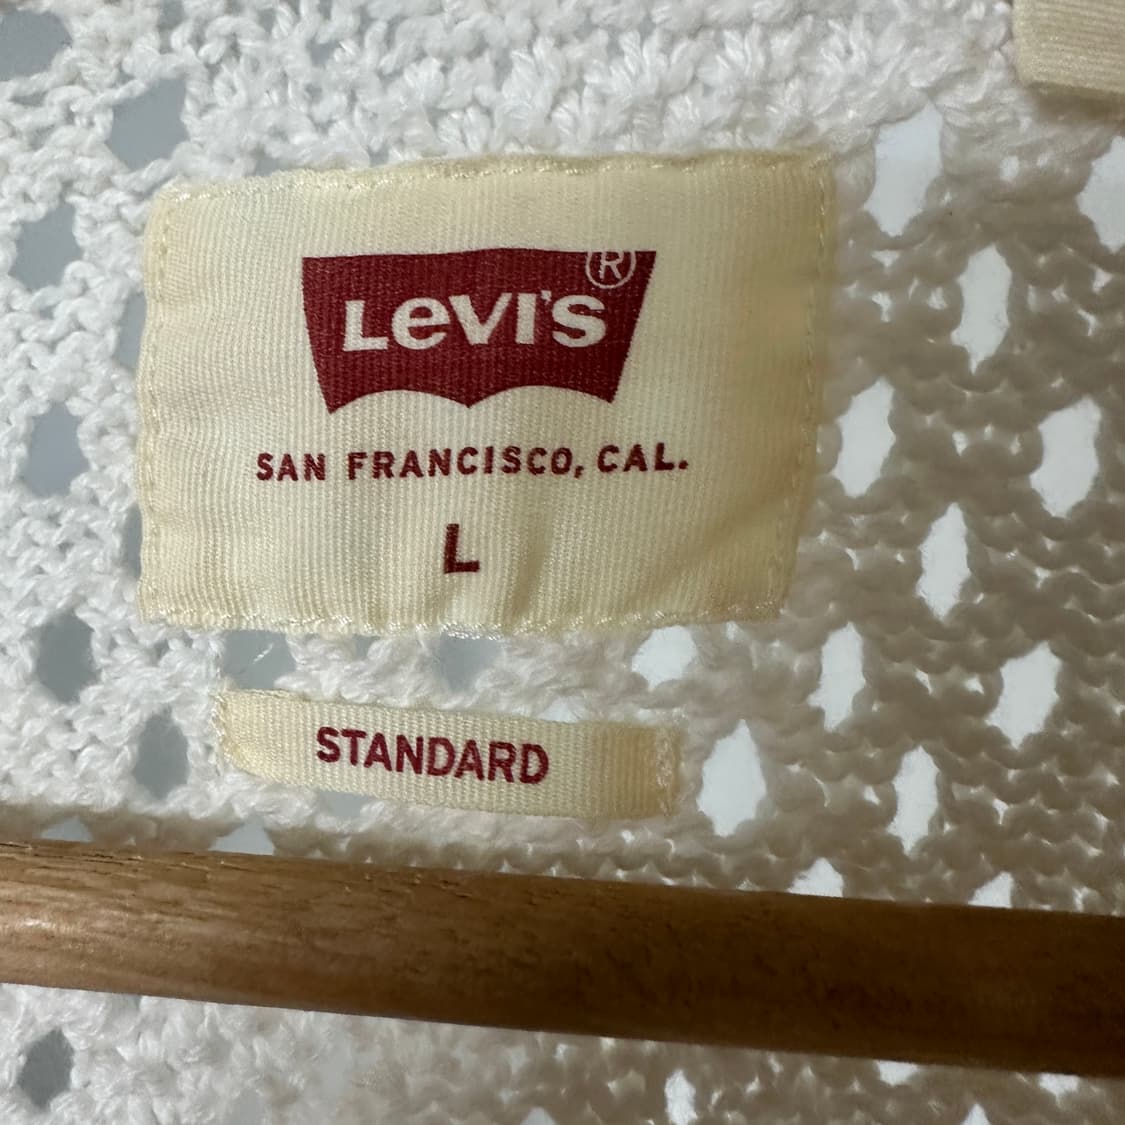 Levi's ®
SAN FRANCISCO, CAL.
L
STANDARD